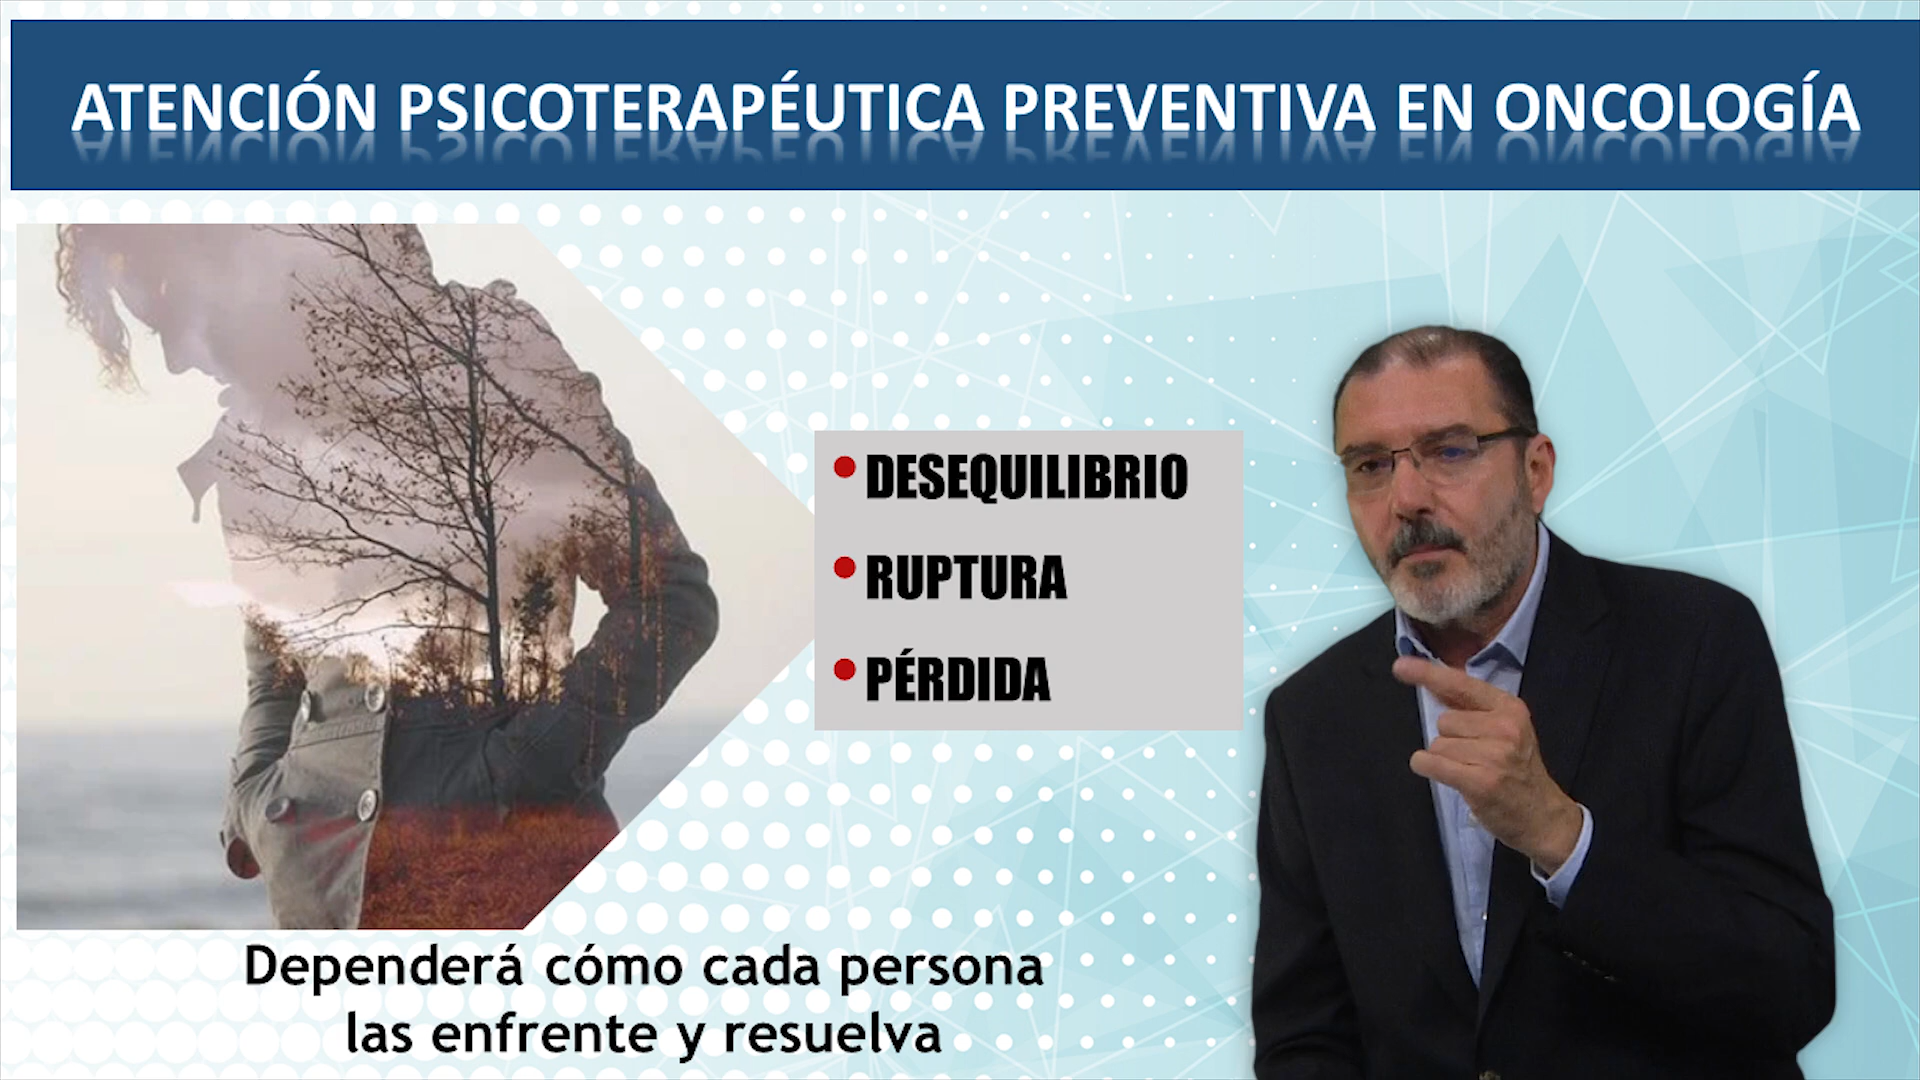 ATENCIÓN PSICOTERAPÉUTICA PREVENTIVA EN ONCOLOGÍA
• DESEQUILIBRIO
• RUPTURA
• PÉRDIDA
Dependerá cómo cada persona
las enfrente y resuelva